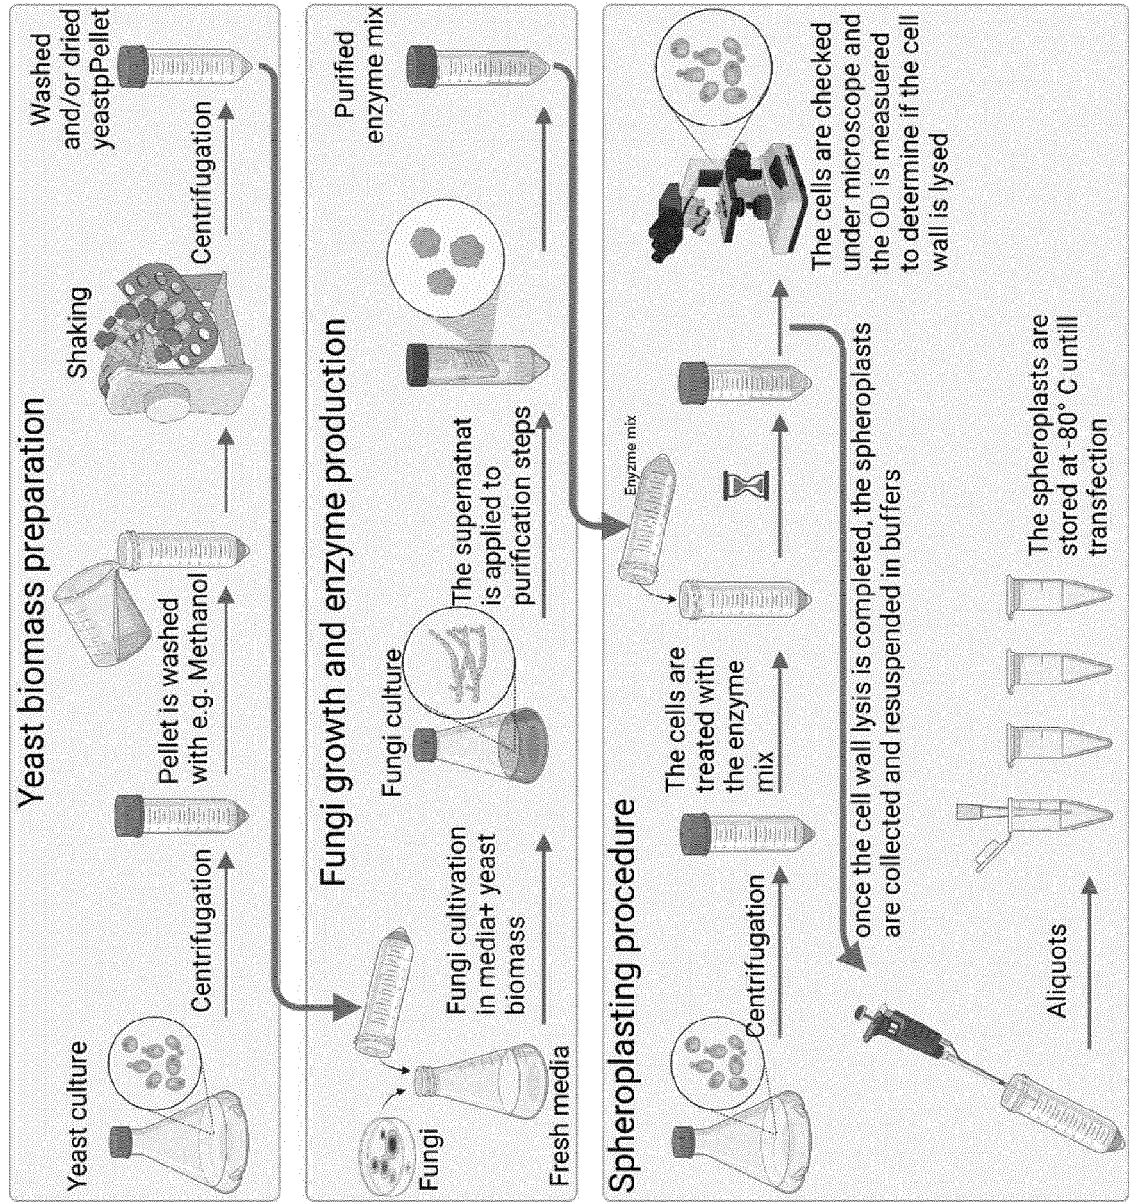 Yeast biomass preparation
Yeast culture
Centrifugation
Pellet is washed
with e.g. Methanol
Shaking
Centrifugation
Washed
and/or dried
yeastpPellet
Fungi growth and enzyme production
Fungi
Fresh media
Fungi cultivation
in media+ yeast
biomass
Fungi culture
The supernatnat
is applied to
purification steps
Purified
enzyme mix
Spheroplasting procedure
Centrifugation
The cells are
treated with
the enzyme
mix
Enyzme mix
The cells are checked
under microscope and
the OD is measuered
to determine if the cell
wall is lysed
once the cell wall lysis is completed, the spheroplasts
are collected and resuspended in buffers
Aliquots
The spheroplasts are
stored at -80° C untill
transfection